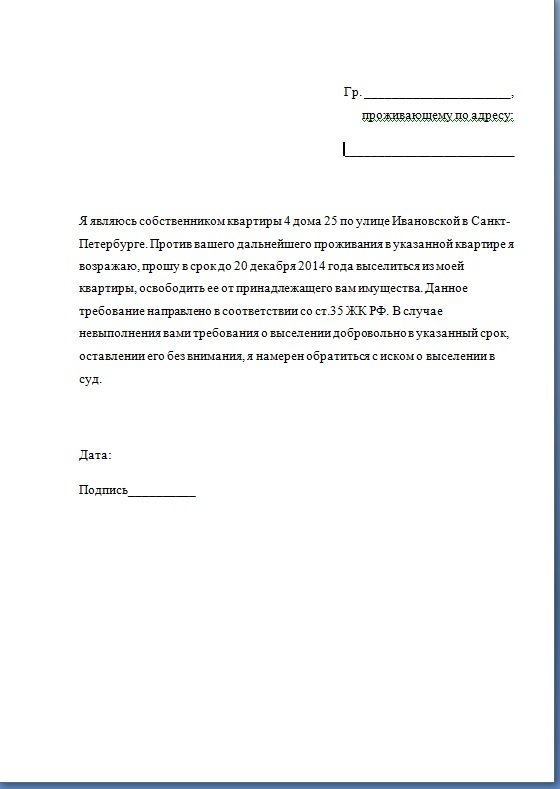 Гр. ______________________,
проживающему по адресу:
_________________________
Я являюсь собственником квартиры 4 дома 25 по улице Ивановской в Санкт-
Петербурге. Против вашего дальнейшего проживания в указанной квартире я
возражаю, прошу в срок до 20 декабря 2014 года выселиться из моей
квартиры, освободить ее от принадлежащего вам имущества. Данное
требование направлено в соответствии со ст.35 ЖК РФ. В случае
невыполнения вами требования о выселении добровольно в указанный срок,
оставлении его без внимания, я намерен обратиться с иском о выселении в
суд.
Дата:
Подпись__________